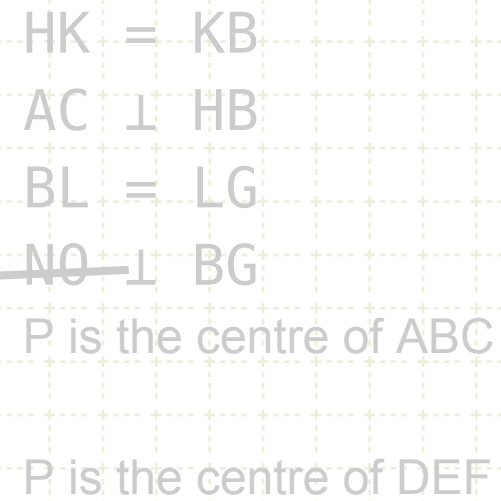 HK = KB
AC ⊥ HB
BL = LG
NO ⊥ BG
P is the centre of ABC
P is the centre of DEF